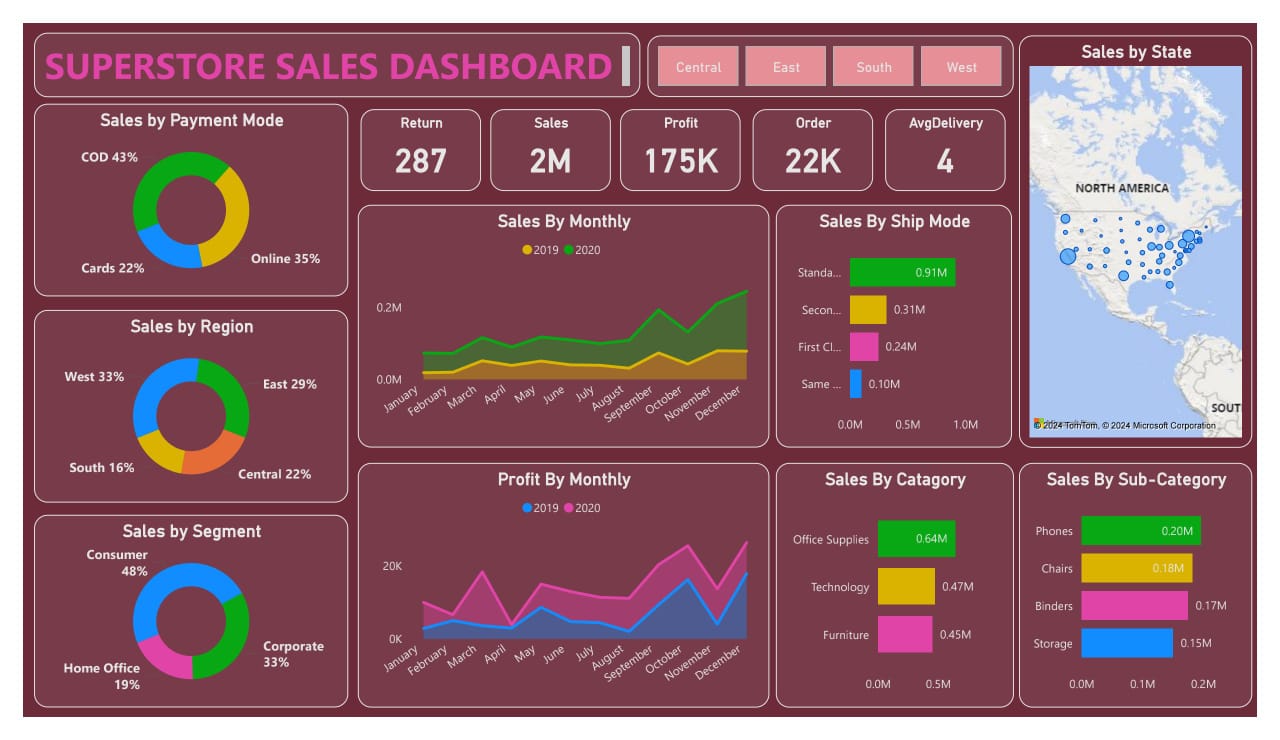 SUPERSTORE SALES DASHBOARD
Central
East
South
West
Sales by State
NORTH AMERICA
SOUT
© 2024 TomTom, © 2024 Microsoft Corporation
Sales by Payment Mode
COD 43%
Online 35%
Cards 22%
Return
287
Sales
2M
Profit
175K
Order
22K
AvgDelivery
4
Sales By Monthly
2019 2020
0.2M
0.0M
January February March April May June July August September October November December
Sales By Ship Mode
Standa... 0.91M
Secon... 0.31M
First Cl... 0.24M
Same ... 0.10M
0.0M 0.5M 1.0M
Sales by Region
West 33%
East 29%
South 16%
Central 22%
Sales by Segment
Consumer
48%
Corporate
33%
Home Office
19%
Profit By Monthly
2019 2020
20K
0K
January February March April May June July August September October November December
Sales By Catagory
Office Supplies 0.64M
Technology 0.47M
Furniture 0.45M
0.0M 0.5M
Sales By Sub-Category
Phones 0.20M
Chairs 0.18M
Binders 0.17M
Storage 0.15M
0.0M 0.1M 0.2M